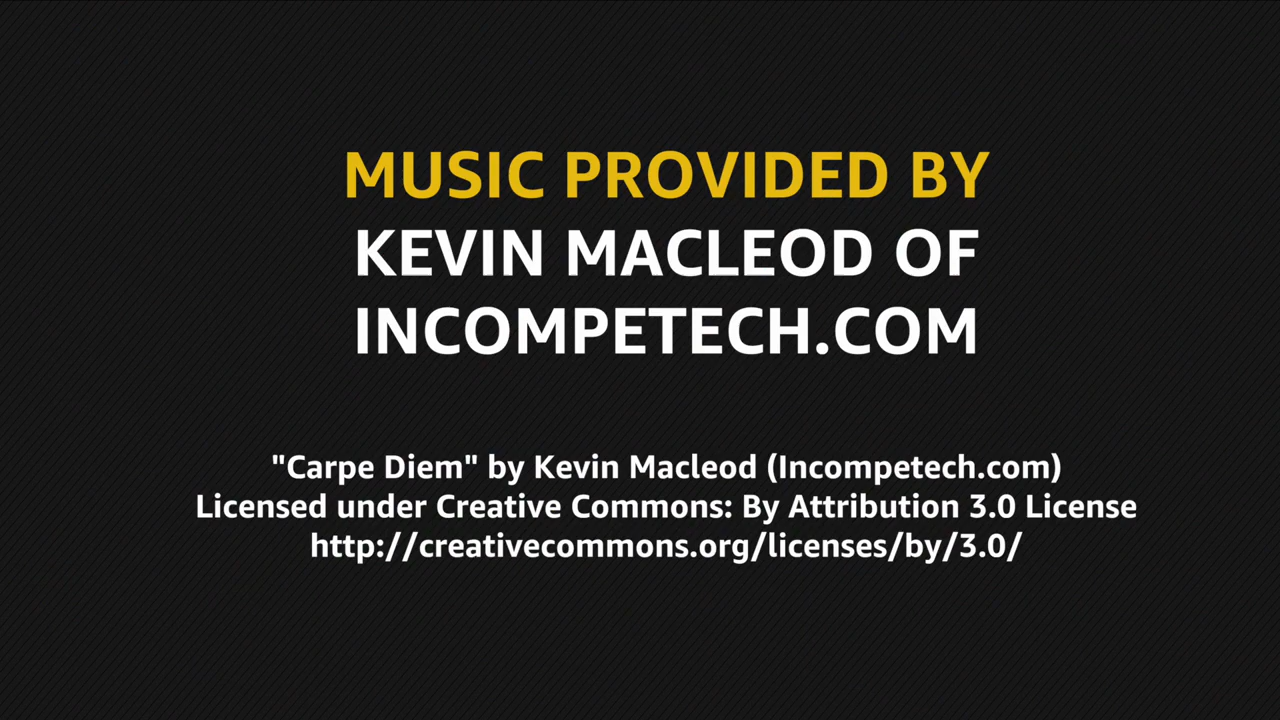 MUSIC PROVIDED BY
KEVIN MACLEOD OF
INCOMPETECH.COM
"Carpe Diem" by Kevin Macleod (Incompetech.com)
Licensed under Creative Commons: By Attribution 3.0 License
http://creativecommons.org/licenses/by/3.0/